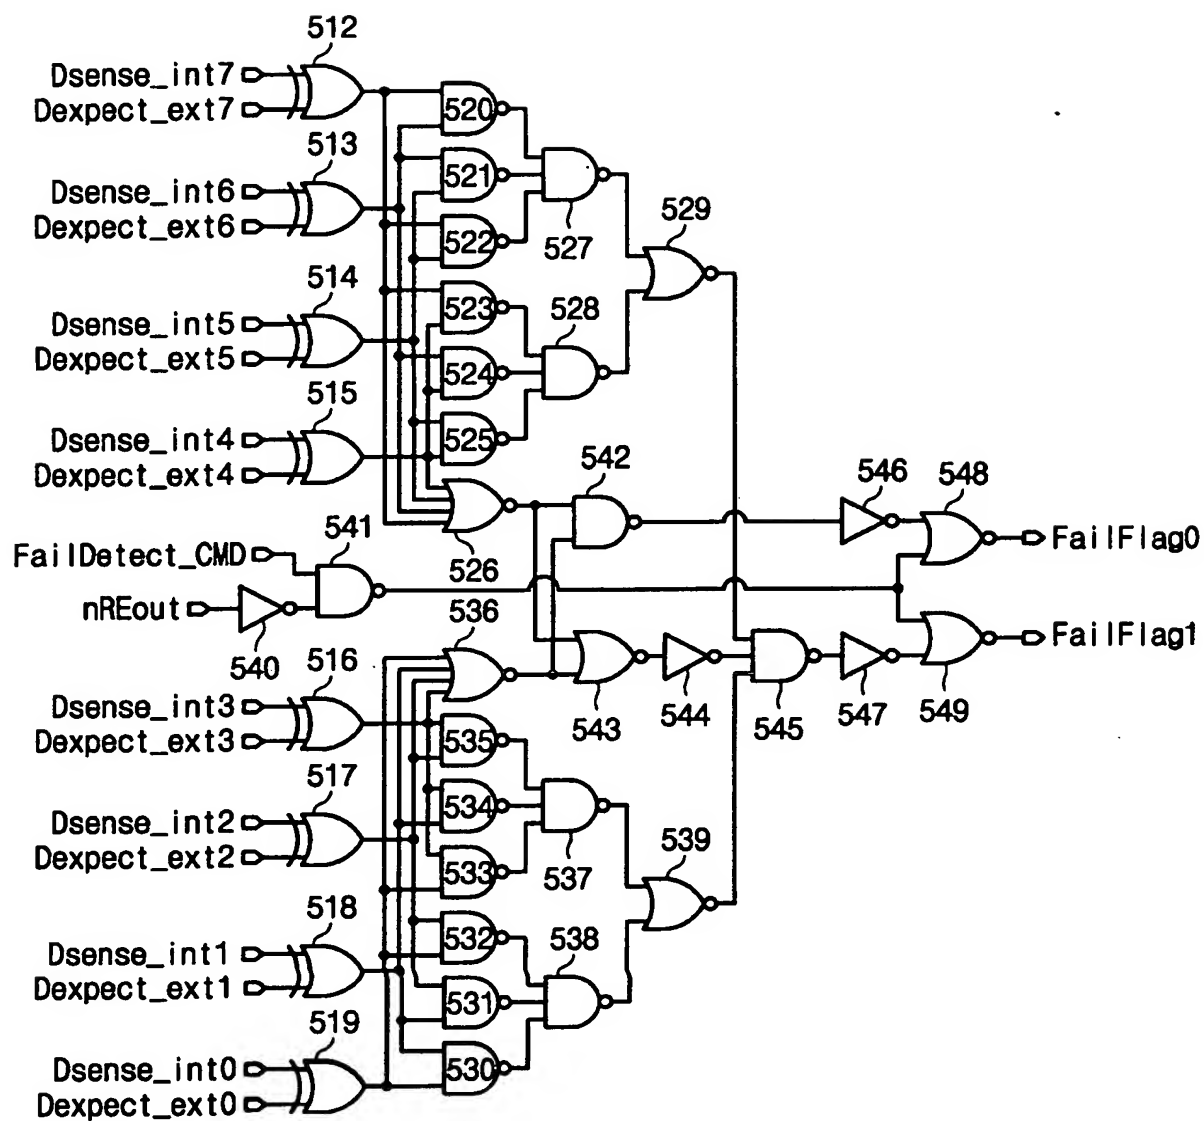 512
Dsense_int7
Dexpect_ext7
520
513
521
Dsense_int6
Dexpect_ext6
522
527
529
514
523
528
Dsense_int5
Dexpect_ext5
524
515
525
Dsense_int4
Dexpect_ext4
542
546
548
541
526
FailFlag0
FailDetect_CMD
nREout
536
540
FailFlag1
516
543
544
545
547
549
Dsense_int3
Dexpect_ext3
535
517
534
Dsense_int2
Dexpect_ext2
533
537
539
518
532
538
Dsense_int1
Dexpect_ext1
531
519
530
Dsense_int0
Dexpect_ext0